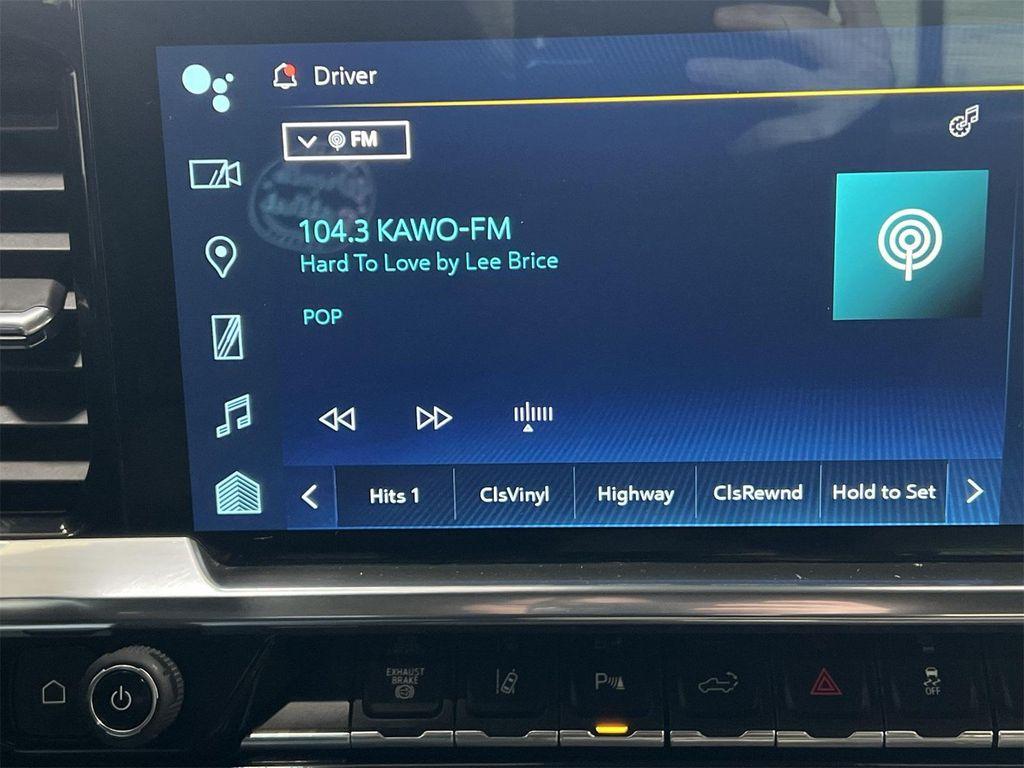 Driver
FM
104.3 KAWO-FM
Hard To Love by Lee Brice
POP
Hits 1
ClsVinyl
Highway
ClsRewnd
Hold to Set
EXHAUST
BRAKE
P
OFF